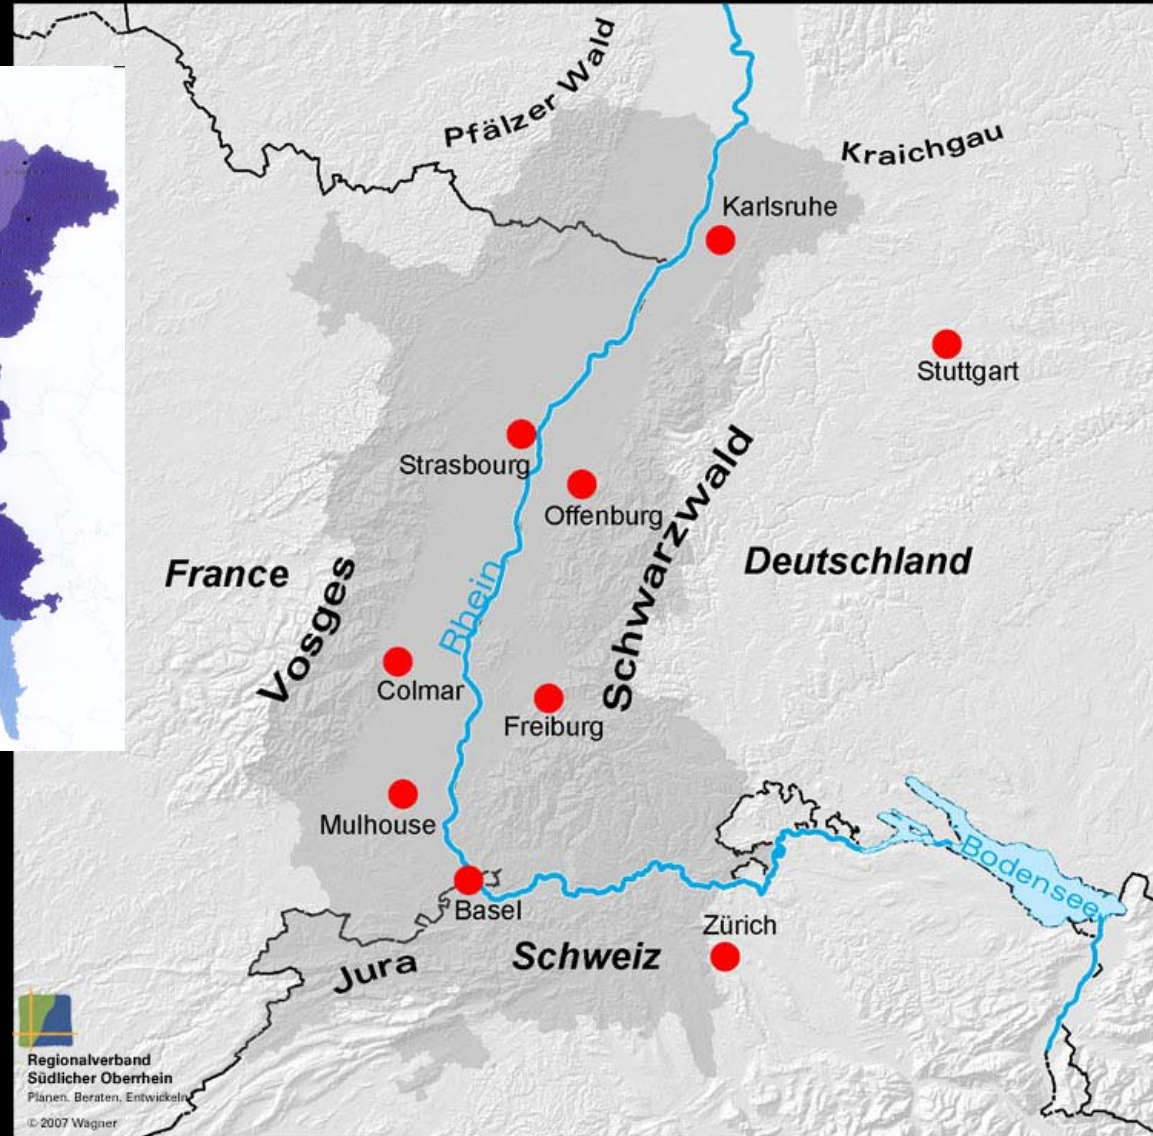 Pfälzer Wald
Kraichgau
Karlsruhe
Stuttgart
Strasbourg
Offenburg
Schwarzwald
France
Vosges
Rhein
Deutschland
Colmar
Freiburg
Mulhouse
Bodensee
Basel
Zürich
Schweiz
Jura
Regionalverband
Südlicher Oberrhein
Planen. Beraten. Entwickeln
© 2007 Wagner